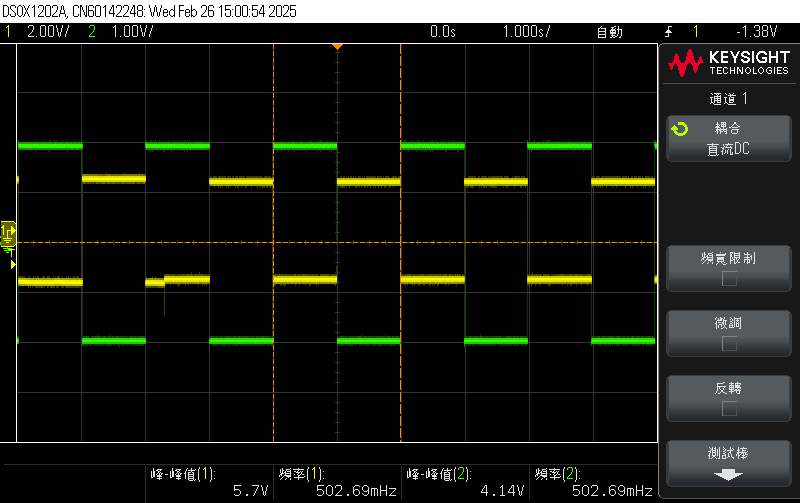 DSOX1202A, CN60142248: Wed Feb 26 15:00:54 2025
1 2.00V/ 2 1.00V/ 0.0s 1.000s/ 自動 1 -1.38V
KEYSIGHT
TECHNOLOGIES
通道 1
耦合
直流DC
頻寬限制
微調
反轉
測試棒
峰-峰值(1): 頻率(1): 峰-峰值(2): 頻率(2):
5.7V 502.69mHz 4.14V 502.69mHz